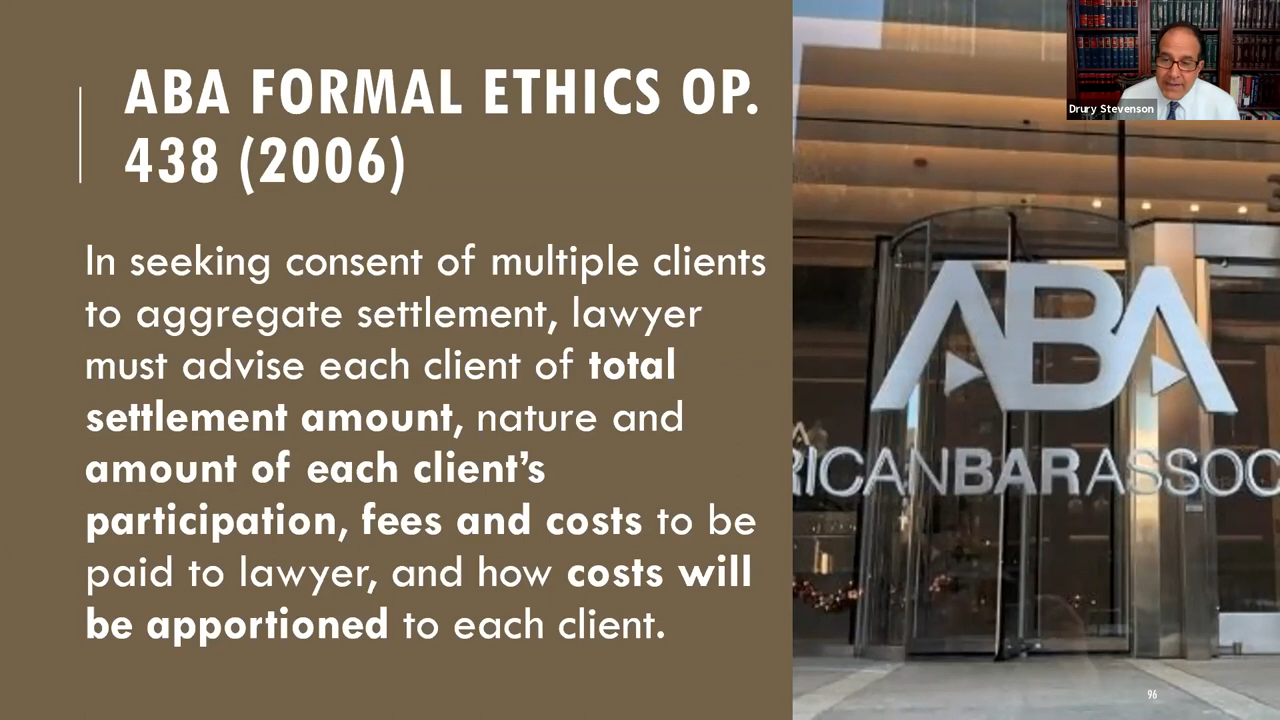 ABA FORMAL ETHICS OP.
438 (2006)
In seeking consent of multiple clients
to aggregate settlement, lawyer
must advise each client of total
settlement amount, nature and
amount of each client’s
participation, fees and costs to be
paid to lawyer, and how costs will
be apportioned to each client.
Drury Stevenson
ABA
RICANBARASSOC
96